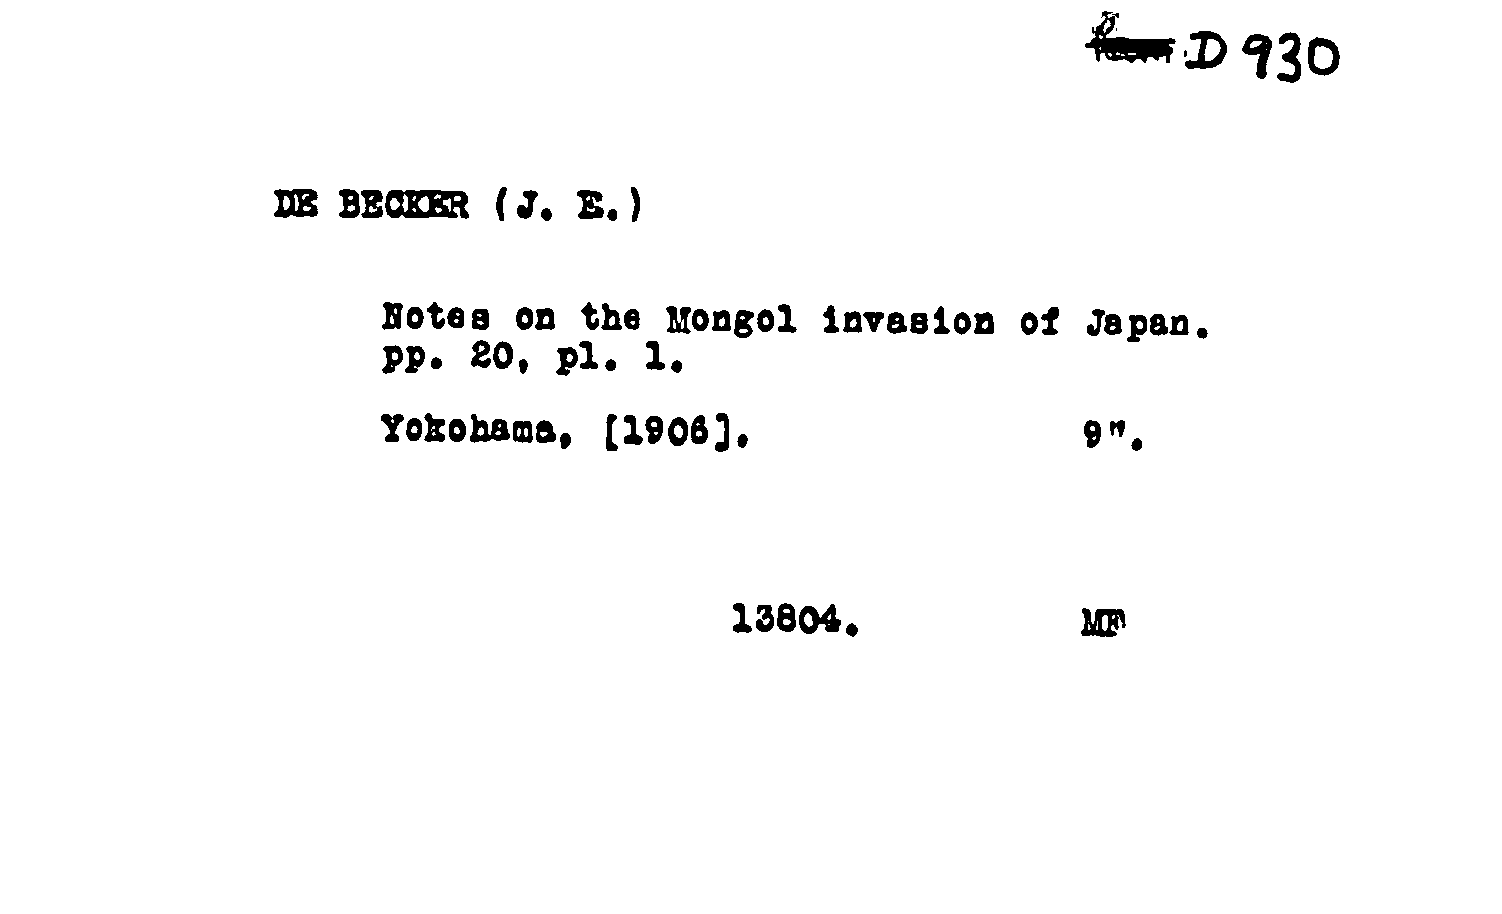 D 930
DE BECKER (J. E.)
Notes on the Mongol invasion of Japan.
pp. 20, pl. 1.
Yokohama, [1906]. 9".
13804. MF